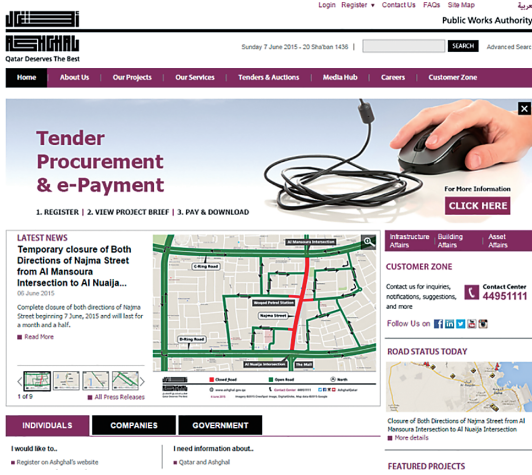 Login Register ▾ Contact Us FAQs Site Map
Public Works Authority
ASHGHAL
Qatar Deserves The Best
Sunday 7 June 2015 - 20 Sha'ban 1436 |
SEARCH
Advanced Searc
Home
About Us
Our Projects
Our Services
Tenders & Auctions
Media Hub
Careers
Customer Zone
Tender
Procurement
& e-Payment
1. REGISTER | 2. VIEW PROJECT BRIEF | 3. PAY & DOWNLOAD
For More Information
CLICK HERE
LATEST NEWS
Temporary closure of Both
Directions of Najma Street
from Al Mansoura
Intersection to Al Nuaija...
06 June 2015
Complete closure of both directions of Najma
Street beginning 7 June, 2015 and will last for
a month and a half.
Read More
1 of 9
All Press Releases
Al Mansoura Intersection
C-Ring Road
Woqod Petrol Station
Najma Street
D-Ring Road
Al Nuaija Intersection
The Mall
Closed Road
Open Road
North
Infrastructure
Affairs
Building
Affairs
Asset
Affairs
CUSTOMER ZONE
Contact us for inquiries,
notifications, suggestions,
and more
Contact Center
44951111
Follow Us on
ROAD STATUS TODAY
Closure of Both Directions of Najma Street from Al
Mansoura Intersection to Al Nuaija Intersection
More details
FEATURED PROJECTS
INDIVIDUALS
COMPANIES
GOVERNMENT
I would like to..
Register on Ashghal's website
I need information about..
Qatar and Ashghal